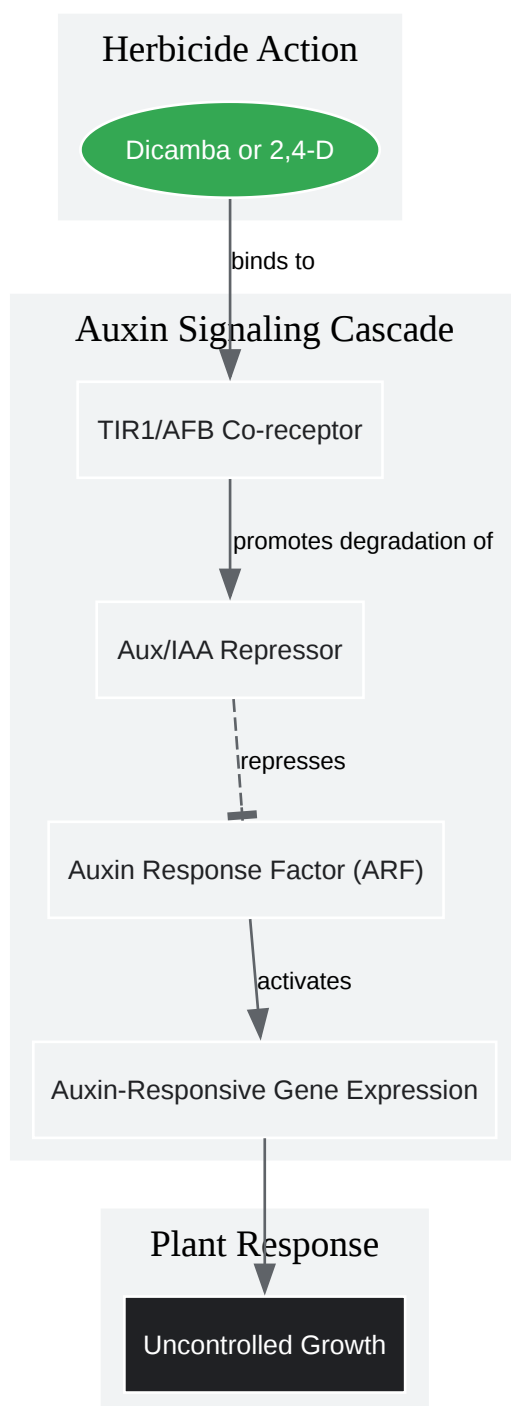 Herbicide Action
Dicamba or 2,4-D
binds to
Auxin Signaling Cascade
TIR1/AFB Co-receptor
promotes degradation of
Aux/IAA Repressor
represses
Auxin Response Factor (ARF)
activates
Auxin-Responsive Gene Expression
Plant Response
Uncontrolled Growth